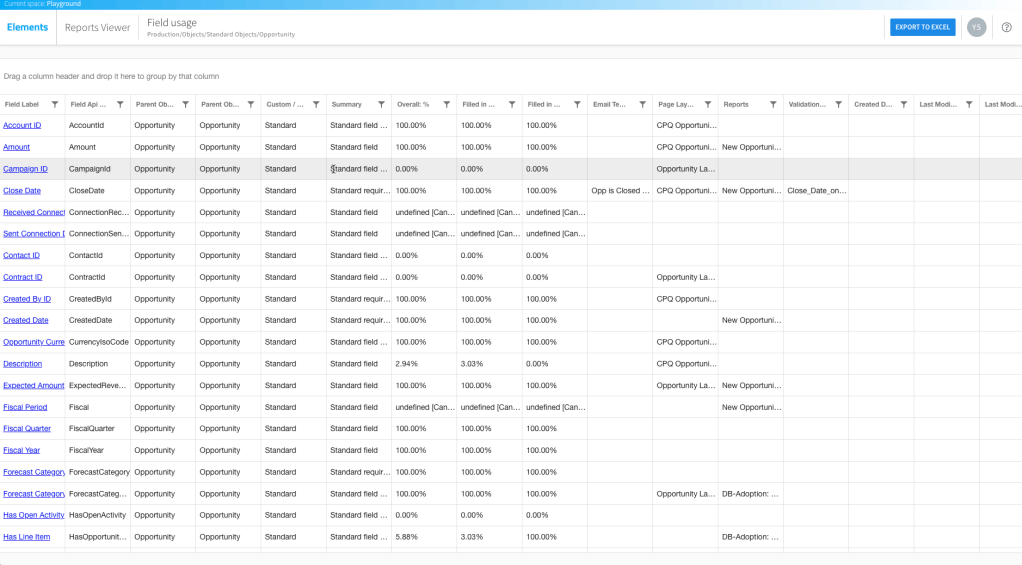 Current space: Playground
Elements Reports Viewer Field usage
Production/Objects/Standard Objects/Opportunity
EXPORT TO EXCEL YS ?
Drag a column header and drop it here to group by that column
Field Label Field Api ... Parent Ob... Parent Ob... Custom / ... Summary Overall: % Filled in ... Filled in ... Email Te... Page Lay... Reports Validation... Created D... Last Modi... Last Modi...
Account ID AccountId Opportunity Opportunity Standard Standard field ... 100.00% 100.00% 100.00% CPQ Opportuni...
Amount Amount Opportunity Opportunity Standard Standard field 100.00% 100.00% 100.00% CPQ Opportuni... New Opportuni...
Campaign ID CampaignId Opportunity Opportunity Standard Standard field ... 0.00% 0.00% 0.00% Opportunity La...
Close Date CloseDate Opportunity Opportunity Standard Standard requir... 100.00% 100.00% 100.00% Opp is Closed ... CPQ Opportuni... New Opportuni... Close_Date_on...
Received Connect ConnectionRec... Opportunity Opportunity Standard Standard field undefined [Can... undefined [Can... undefined [Can...
Sent Connection ConnectionSen... Opportunity Opportunity Standard Standard field undefined [Can... undefined [Can... undefined [Can...
Contact ID ContactId Opportunity Opportunity Standard Standard field ... 0.00% 0.00% 0.00%
Contract ID ContractId Opportunity Opportunity Standard Standard field ... 0.00% 0.00% 0.00% Opportunity La...
Created By ID CreatedById Opportunity Opportunity Standard Standard requir... 100.00% 100.00% 100.00% CPQ Opportuni...
Created Date CreatedDate Opportunity Opportunity Standard Standard requir... 100.00% 100.00% 100.00% New Opportuni...
Opportunity Curre CurrencyIsoCode Opportunity Opportunity Standard Standard field ... 100.00% 100.00% 100.00% CPQ Opportuni...
Description Description Opportunity Opportunity Standard Standard field 2.94% 3.03% 0.00% CPQ Opportuni...
Expected Amount ExpectedReve... Opportunity Opportunity Standard Standard field ... 100.00% 100.00% 100.00% Opportunity La... New Opportuni...
Fiscal Period Fiscal Opportunity Opportunity Standard Standard field undefined [Can... undefined [Can... undefined [Can... New Opportuni...
Fiscal Quarter FiscalQuarter Opportunity Opportunity Standard Standard field 100.00% 100.00% 100.00%
Fiscal Year FiscalYear Opportunity Opportunity Standard Standard field 100.00% 100.00% 100.00%
Forecast Category ForecastCategory Opportunity Opportunity Standard Standard requir... 100.00% 100.00% 100.00%
Forecast Category ForecastCateg... Opportunity Opportunity Standard Standard field ... 100.00% 100.00% 100.00% Opportunity La... DB-Adoption: ...
Has Open Activity HasOpenActivity Opportunity Opportunity Standard Standard field ... 0.00% 0.00% 0.00%
Has Line Item HasOpportunit... Opportunity Opportunity Standard Standard field ... 5.88% 3.03% 100.00% DB-Adoption: ...